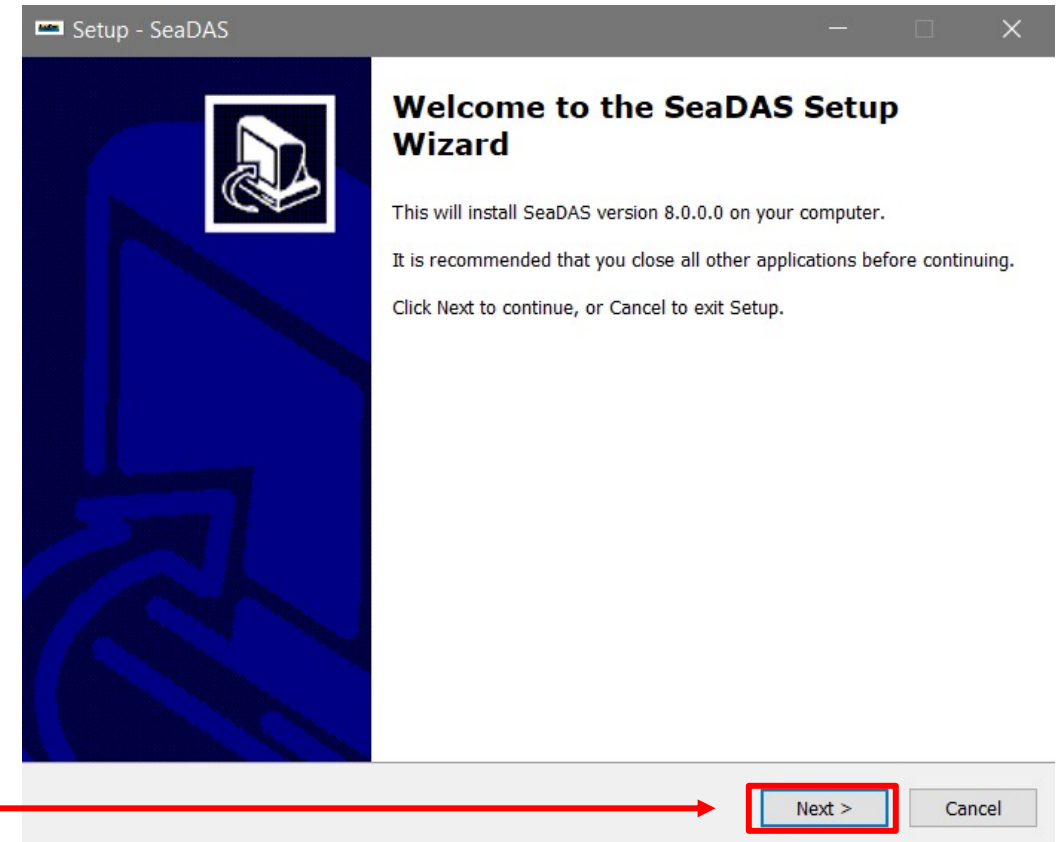 Setup - SeaDAS
Welcome to the SeaDAS Setup
Wizard
This will install SeaDAS version 8.0.0.0 on your computer.
It is recommended that you close all other applications before continuing.
Click Next to continue, or Cancel to exit Setup.
Next >
Cancel